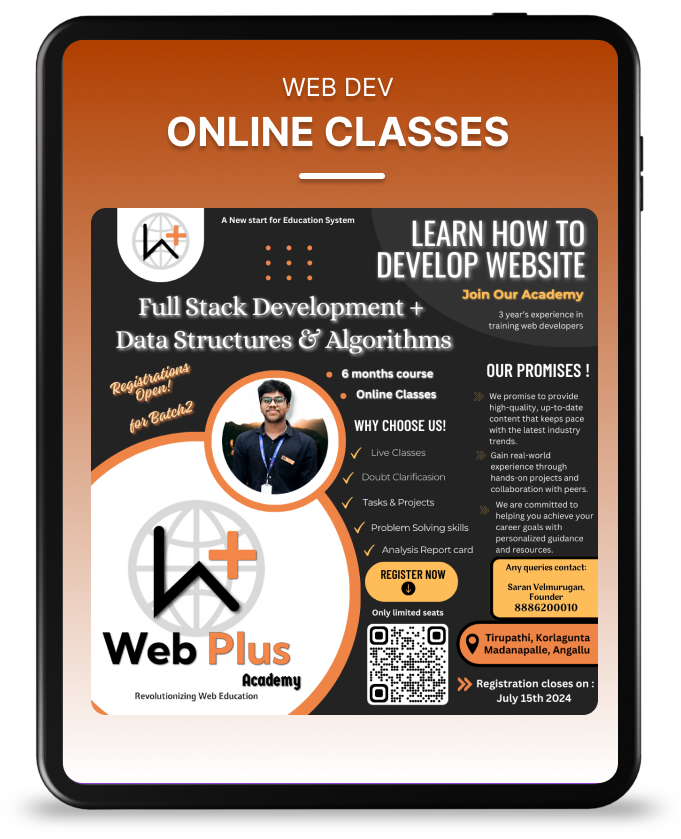 WEB DEV
ONLINE CLASSES
A New start for Education System
LEARN HOW TO
DEVELOP WEBSITE
Join Our Academy
3 year's experience in
training web developers
Full Stack Development +
Data Structures & Algorithms
Registrations
Open!
for Batch2
6 months course
Online Classes
WHY CHOOSE US!
Live Classes
Doubt Clarificasion
Tasks & Projects
Problem Solving skills
Analysis Report card
OUR PROMISES !
We promise to provide
high-quality, up-to-date
content that keeps pace
with the latest industry
trends.
Gain real-world
experience through
hands-on projects and
collaboration with peers.
We are committed to
helping you achieve your
career goals with
personalized guidance
and resources.
REGISTER NOW
Only limited seats
Any queries contact:
Saran Velmurugan,
Founder
8886200010
Tirupathi, Korlagunta
Madanapalle, Angallu
Registration closes on :
July 15th 2024
Web Plus
Academy
Revolutionizing Web Education